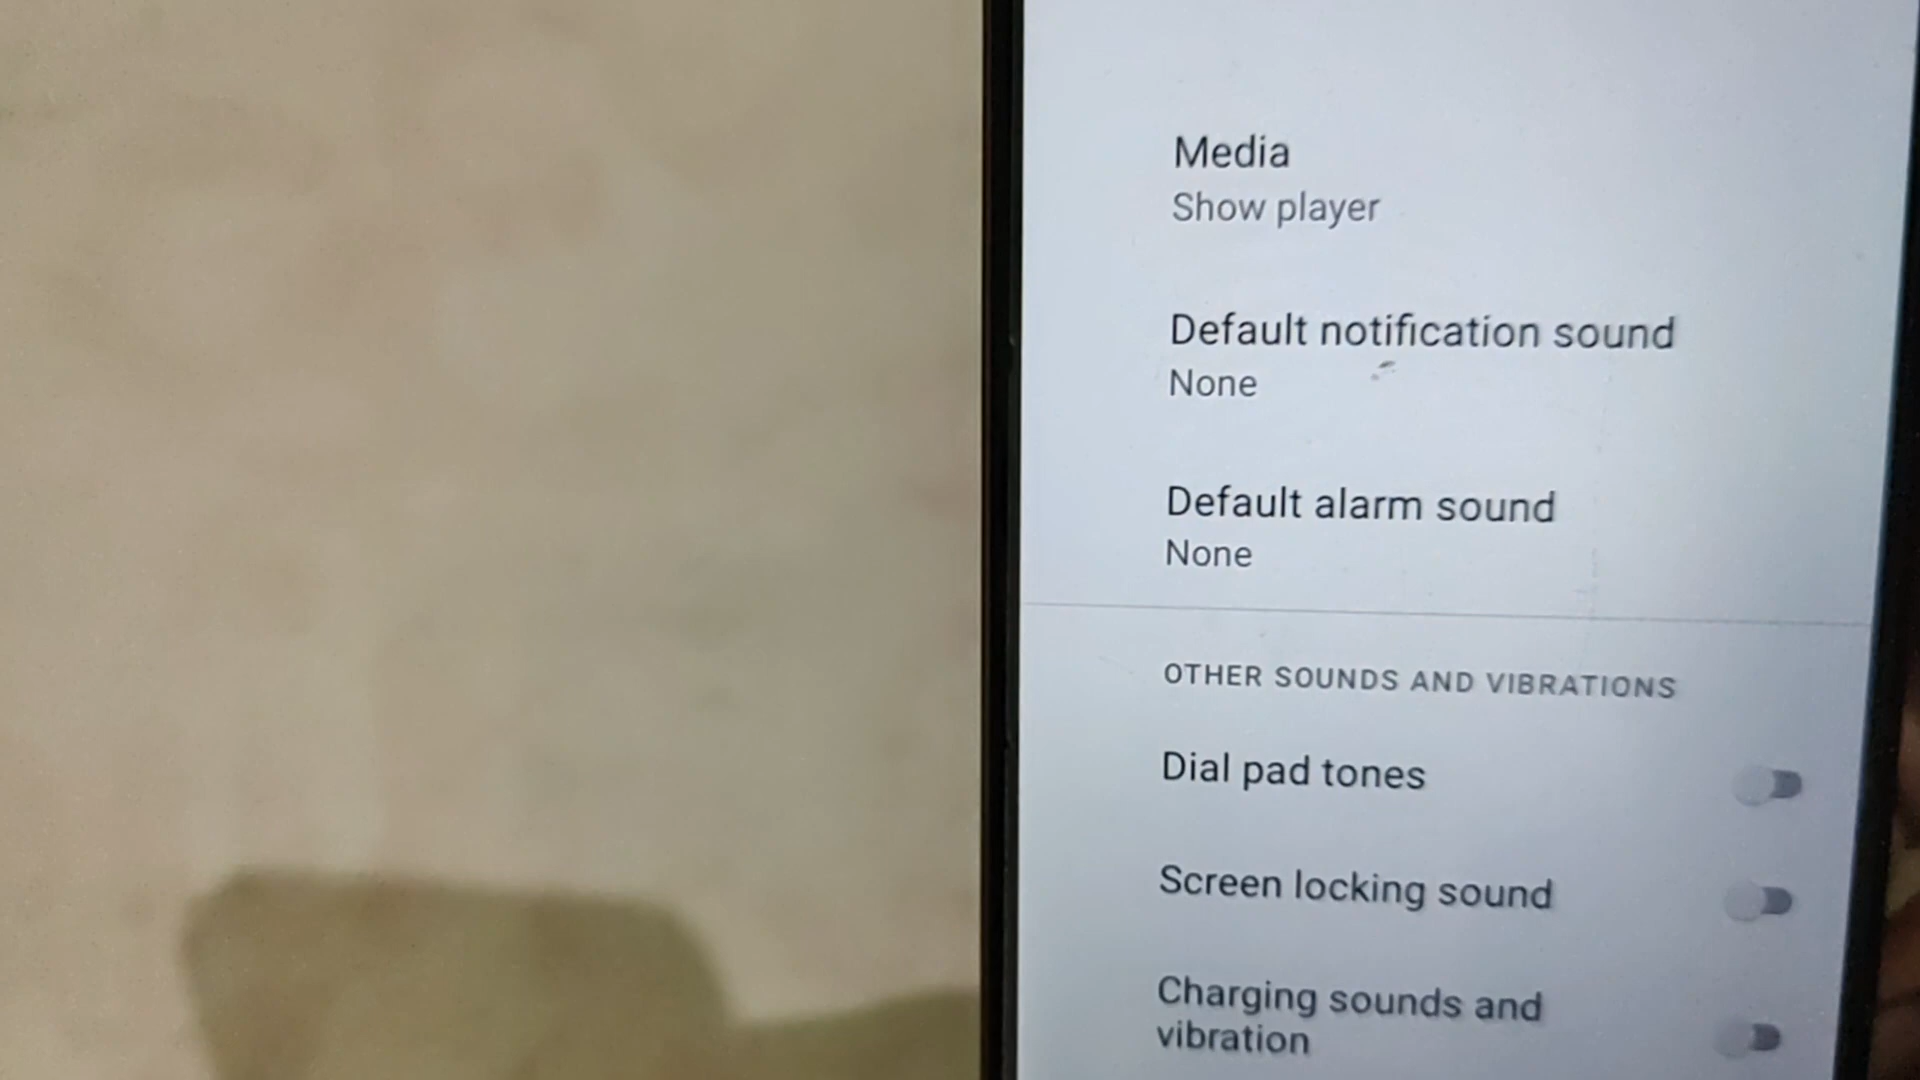 Media
Show player
Default notification sound
None
Default alarm sound
None
OTHER SOUNDS AND VIBRATIONS
Dial pad tones
Screen locking sound
Charging sounds and
vibration